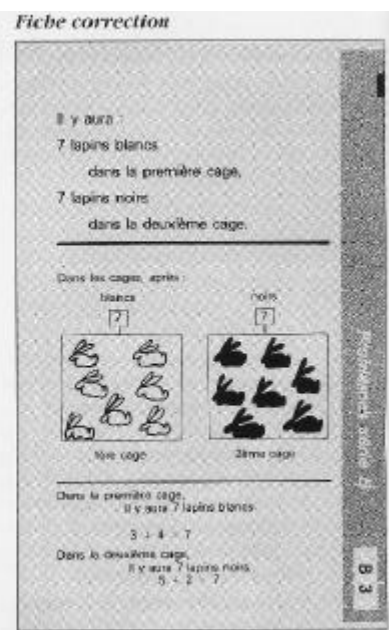 Fiche correction
Il y aura :
7 lapins blancs
dans la première cage,
7 lapins noirs
dans la deuxième cage.
Dans les cages, après :
blancs
noirs
7
7
1ère cage
2ème cage
Dans la première cage,
Il y aura 7 lapins blancs
3 + 4 = 7
Dans la deuxième cage,
Il y aura 7 lapins noirs.
5 + 2 = 7
Problèmes série B
B 3